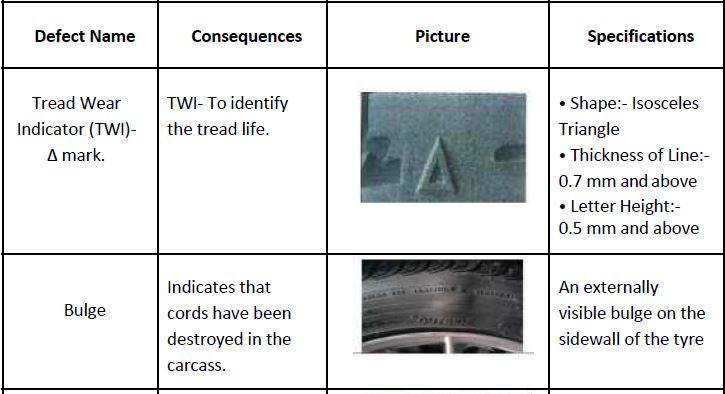 Defect Name
Consequences
Picture
Specifications
Tread Wear
Indicator (TWI)-
Δ mark.
TWI- To identify
the tread life.
• Shape:- Isosceles
Triangle
• Thickness of Line:-
0.7 mm and above
• Letter Height:-
0.5 mm and above
Bulge
Indicates that
cords have been
destroyed in the
carcass.
An externally
visible bulge on the
sidewall of the tyre